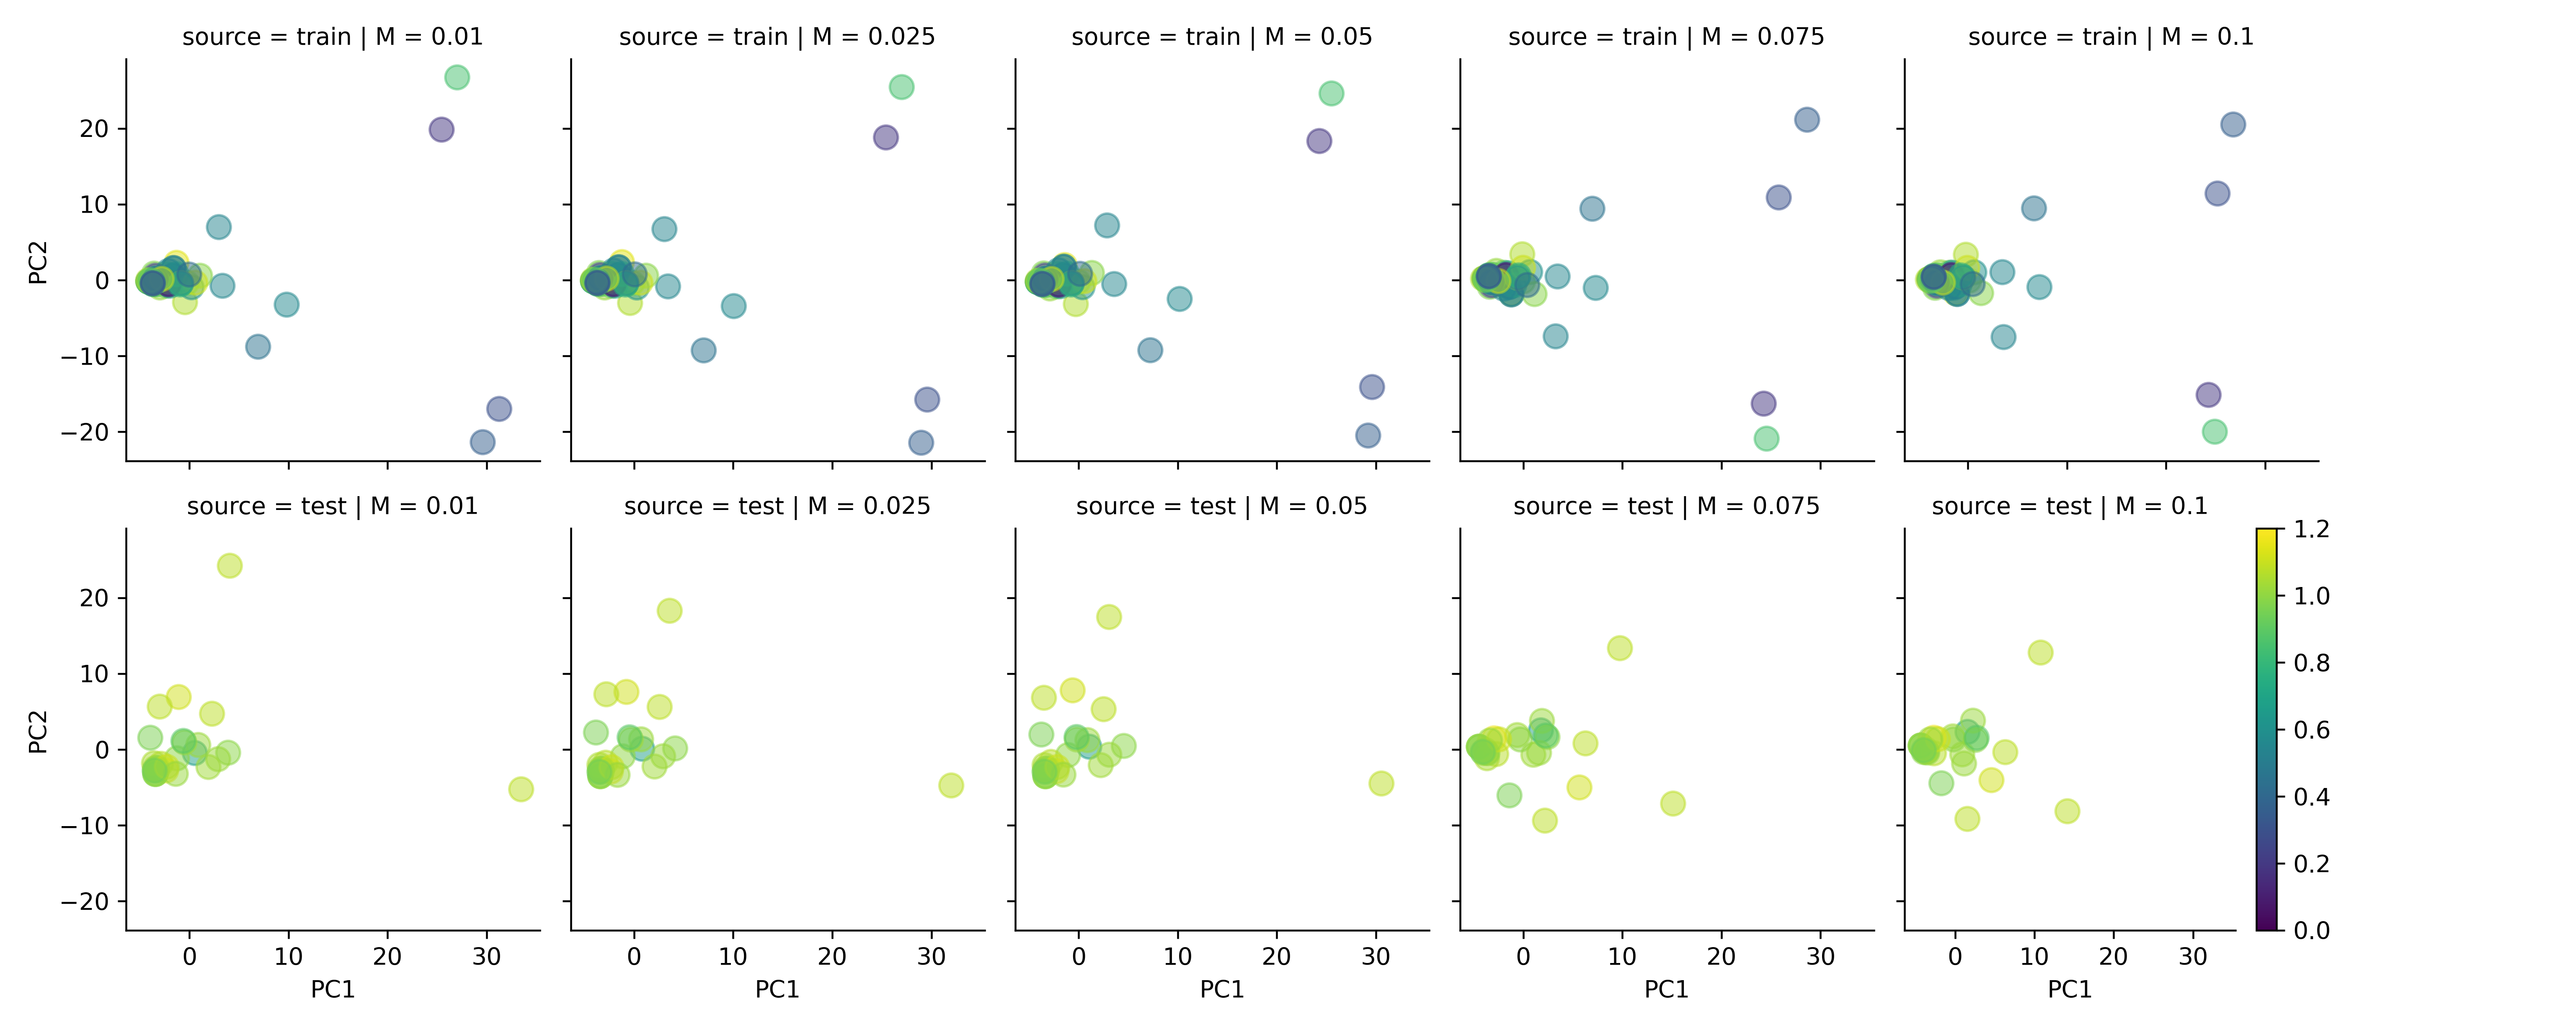 source = train | M = 0.01
source = train | M = 0.025
source = train | M = 0.05
source = train | M = 0.075
source = train | M = 0.1
PC2
20
10
0
−10
−20
source = test | M = 0.01
source = test | M = 0.025
source = test | M = 0.05
source = test | M = 0.075
source = test | M = 0.1
PC2
20
10
0
−10
−20
0 10 20 30
PC1
0 10 20 30
PC1
0 10 20 30
PC1
0 10 20 30
PC1
0 10 20 30
PC1
1.2
1.0
0.8
0.6
0.4
0.2
0.0